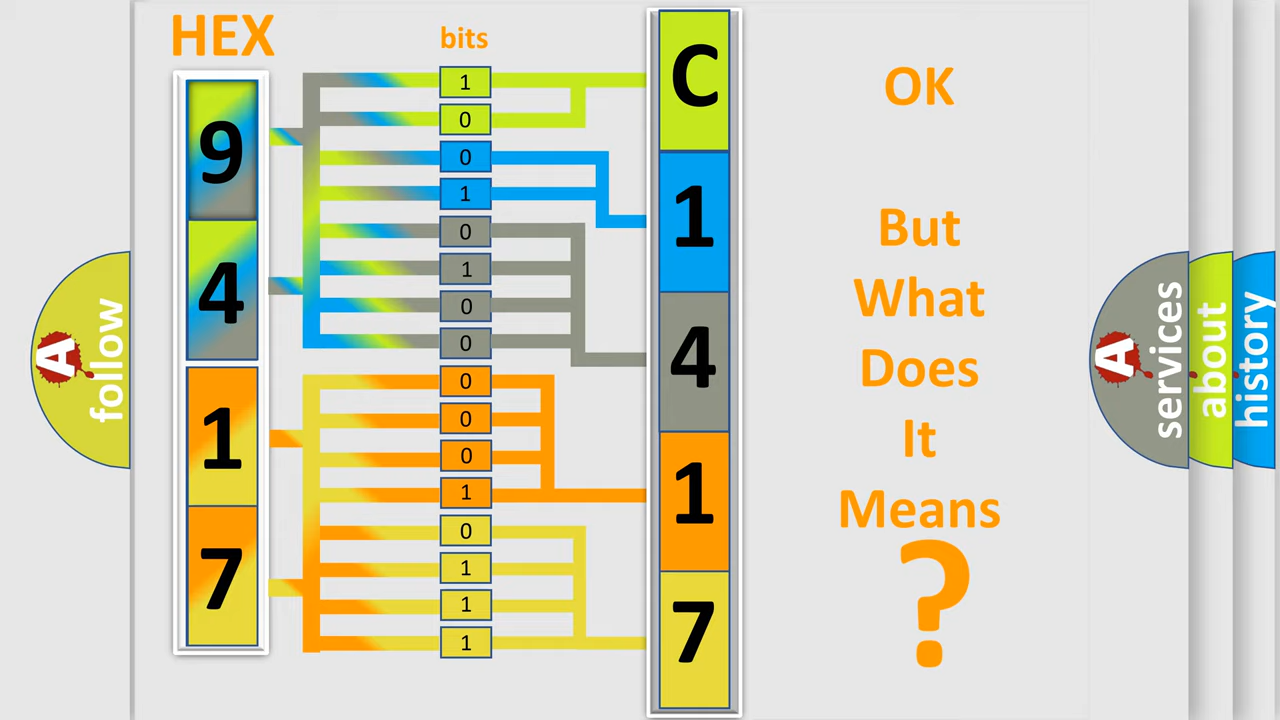 HEX
bits
9
4
1
7
1
0
0
1
0
1
0
0
0
0
0
1
0
1
1
1
C
1
4
1
7
OK
But
What
Does
It
Means
?
A
follow
A
services
about
history